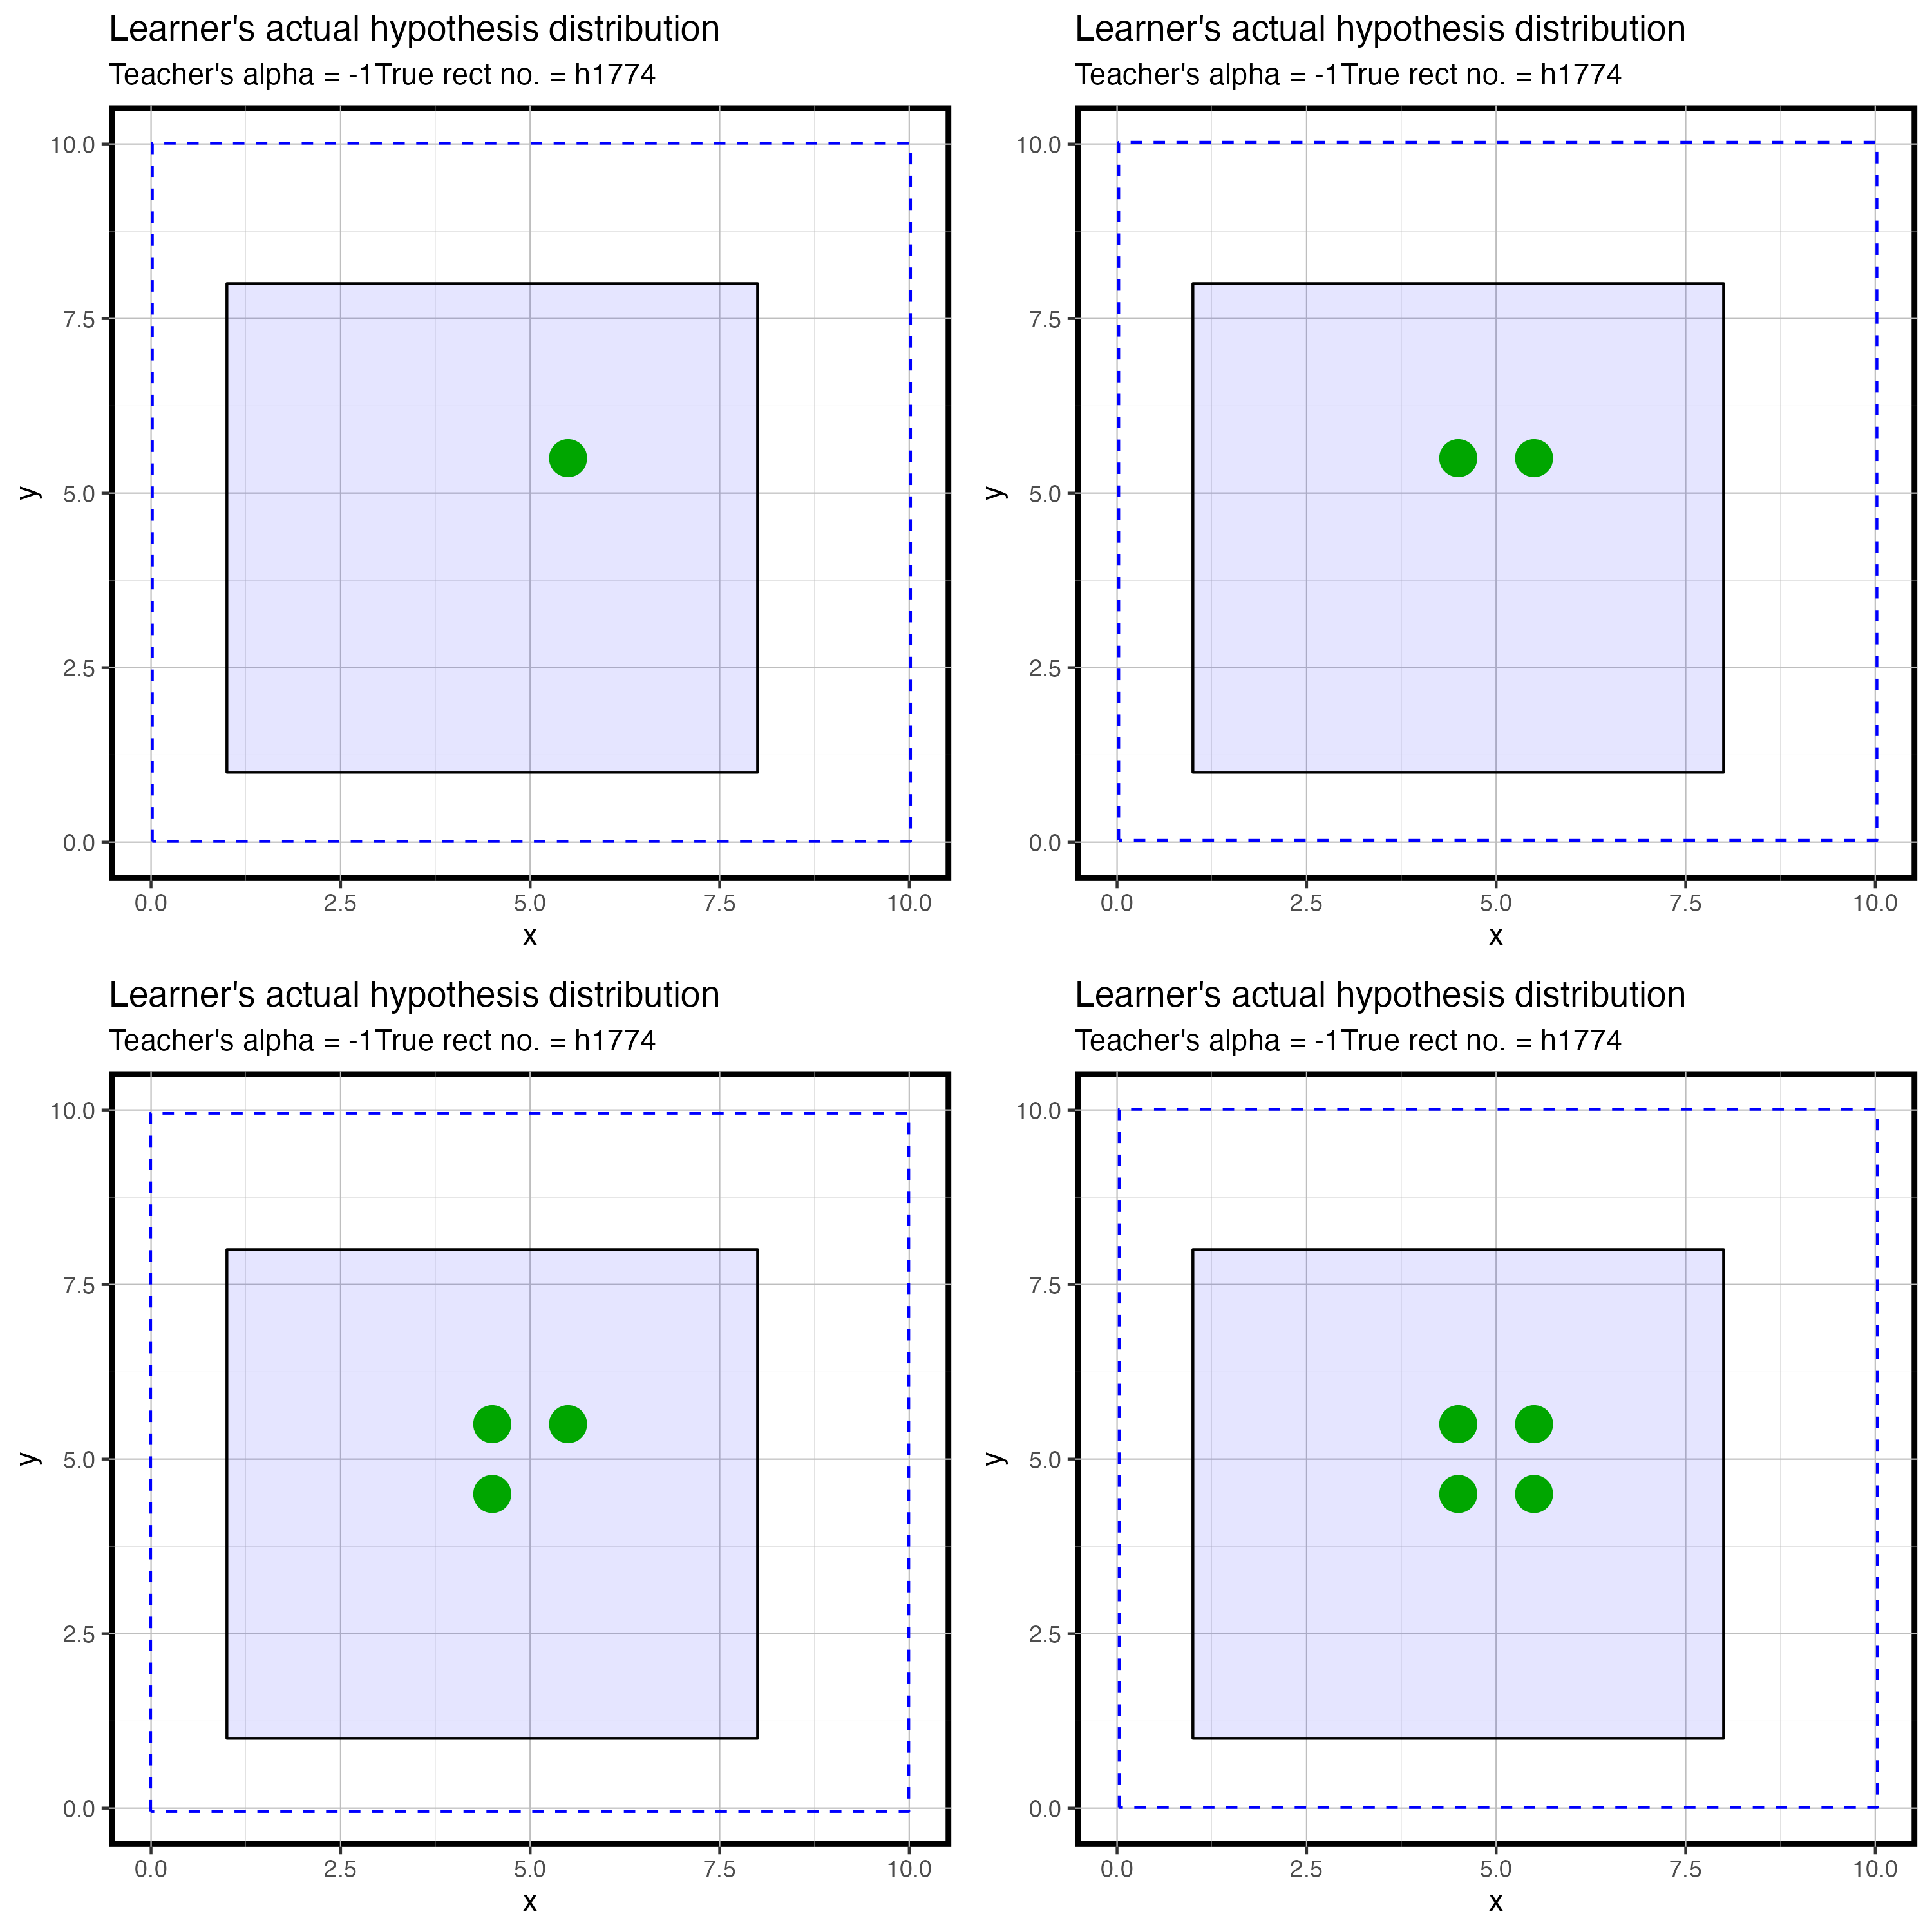 Learner's actual hypothesis distribution
Teacher's alpha = -1True rect no. = h1774
10.0
7.5
5.0
2.5
0.0
y
0.0 2.5 5.0 7.5 10.0
x
Learner's actual hypothesis distribution
Teacher's alpha = -1True rect no. = h1774
10.0
7.5
5.0
2.5
0.0
y
0.0 2.5 5.0 7.5 10.0
x
Learner's actual hypothesis distribution
Teacher's alpha = -1True rect no. = h1774
10.0
7.5
5.0
2.5
0.0
y
0.0 2.5 5.0 7.5 10.0
x
Learner's actual hypothesis distribution
Teacher's alpha = -1True rect no. = h1774
10.0
7.5
5.0
2.5
0.0
y
0.0 2.5 5.0 7.5 10.0
x